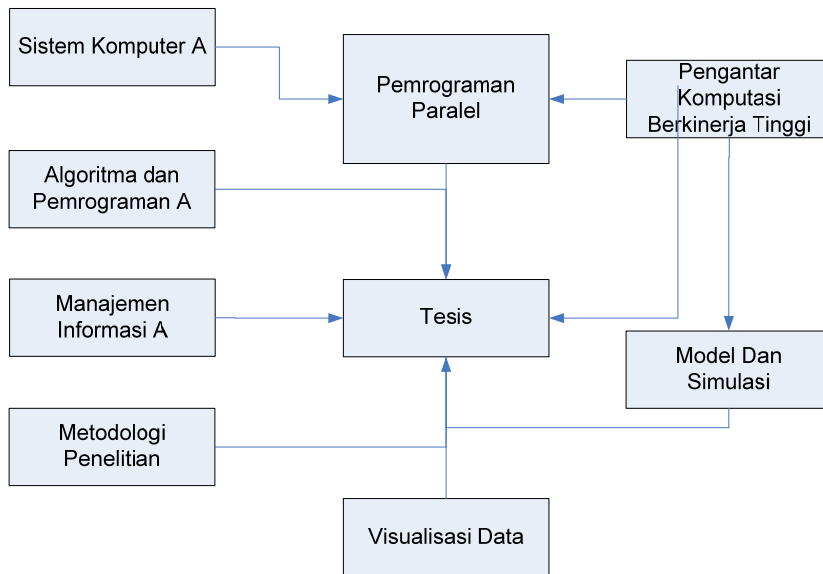 Sistem Komputer A
Pemrograman
Paralel
Pengantar
Komputasi
Berkinerja Tinggi
Algoritma dan
Pemrograman A
Manajemen
Informasi A
Tesis
Model Dan
Simulasi
Metodologi
Penelitian
Visualisasi Data